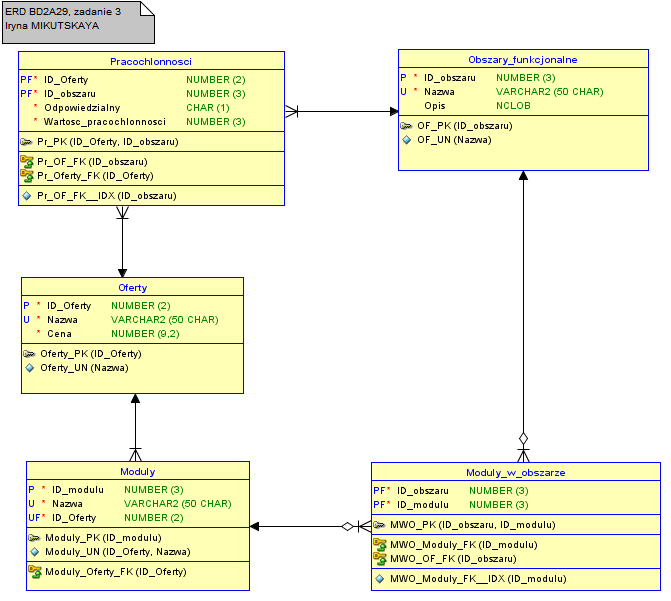 ERD BD2A29, zadanie 3
Iryna MIKUTSKAYA
Pracochlonnosci
PF* ID_Oferty NUMBER (2)
PF* ID_obszaru NUMBER (3)
* Odpowiedzialny CHAR (1)
* Wartosc_pracochlonnosci NUMBER (3)
Pr_PK (ID_Oferty, ID_obszaru)
Pr_OF_FK (ID_obszaru)
Pr_Oferty_FK (ID_Oferty)
Pr_OF_FK__IDX (ID_obszaru)
Obszary_funkcjonalne
P * ID_obszaru NUMBER (3)
U * Nazwa VARCHAR2 (50 CHAR)
Opis NCLOB
OF_PK (ID_obszaru)
OF_UN (Nazwa)
Oferty
P * ID_Oferty NUMBER (2)
U * Nazwa VARCHAR2 (50 CHAR)
* Cena NUMBER (9,2)
Oferty_PK (ID_Oferty)
Oferty_UN (Nazwa)
Moduly
P * ID_modulu NUMBER (3)
U * Nazwa VARCHAR2 (50 CHAR)
UF* ID_Oferty NUMBER (2)
Moduly_PK (ID_modulu)
Moduly_UN (ID_Oferty, Nazwa)
Moduly_Oferty_FK (ID_Oferty)
Moduly_w_obszarze
PF* ID_obszaru NUMBER (3)
PF* ID_modulu NUMBER (3)
MWO_PK (ID_obszaru, ID_modulu)
MWO_Moduly_FK (ID_modulu)
MWO_OF_FK (ID_obszaru)
MWO_Moduly_FK__IDX (ID_modulu)